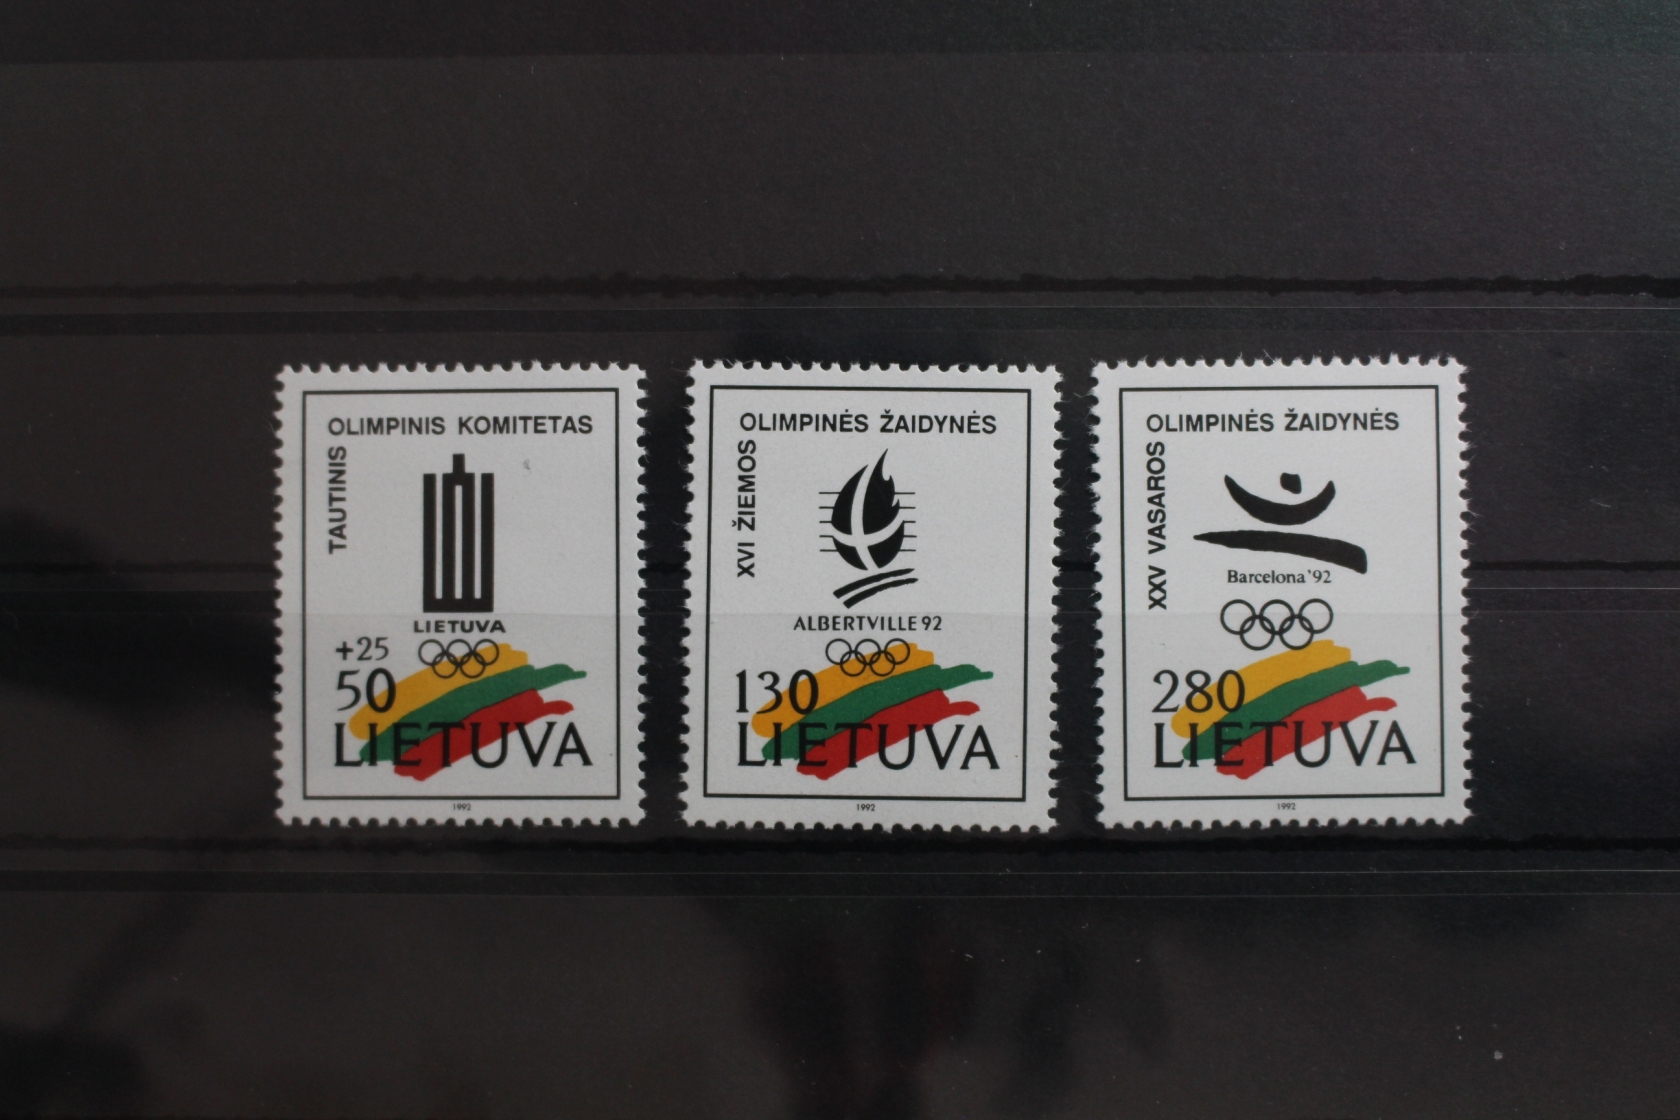 TAUTINIS
OLIMPINIS KOMITETAS
LIETUVA
+25
50
LIETUVA
1992
XVI ŽIEMOS
OLIMPINĖS ŽAIDYNĖS
ALBERTVILLE 92
130
LIETUVA
1992
XXV VASAROS
OLIMPINĖS ŽAIDYNĖS
Barcelona '92
280
LIETUVA
1992